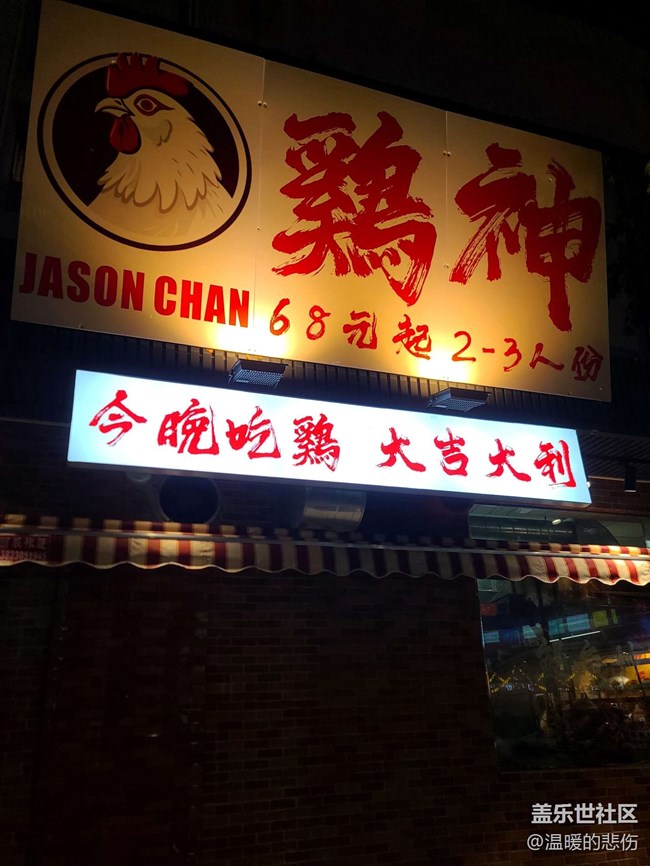 鷄神
JASON CHAN
68元起 2-3人份
今晚吃鷄 大吉大利
盖乐世社区
@温暖的悲伤